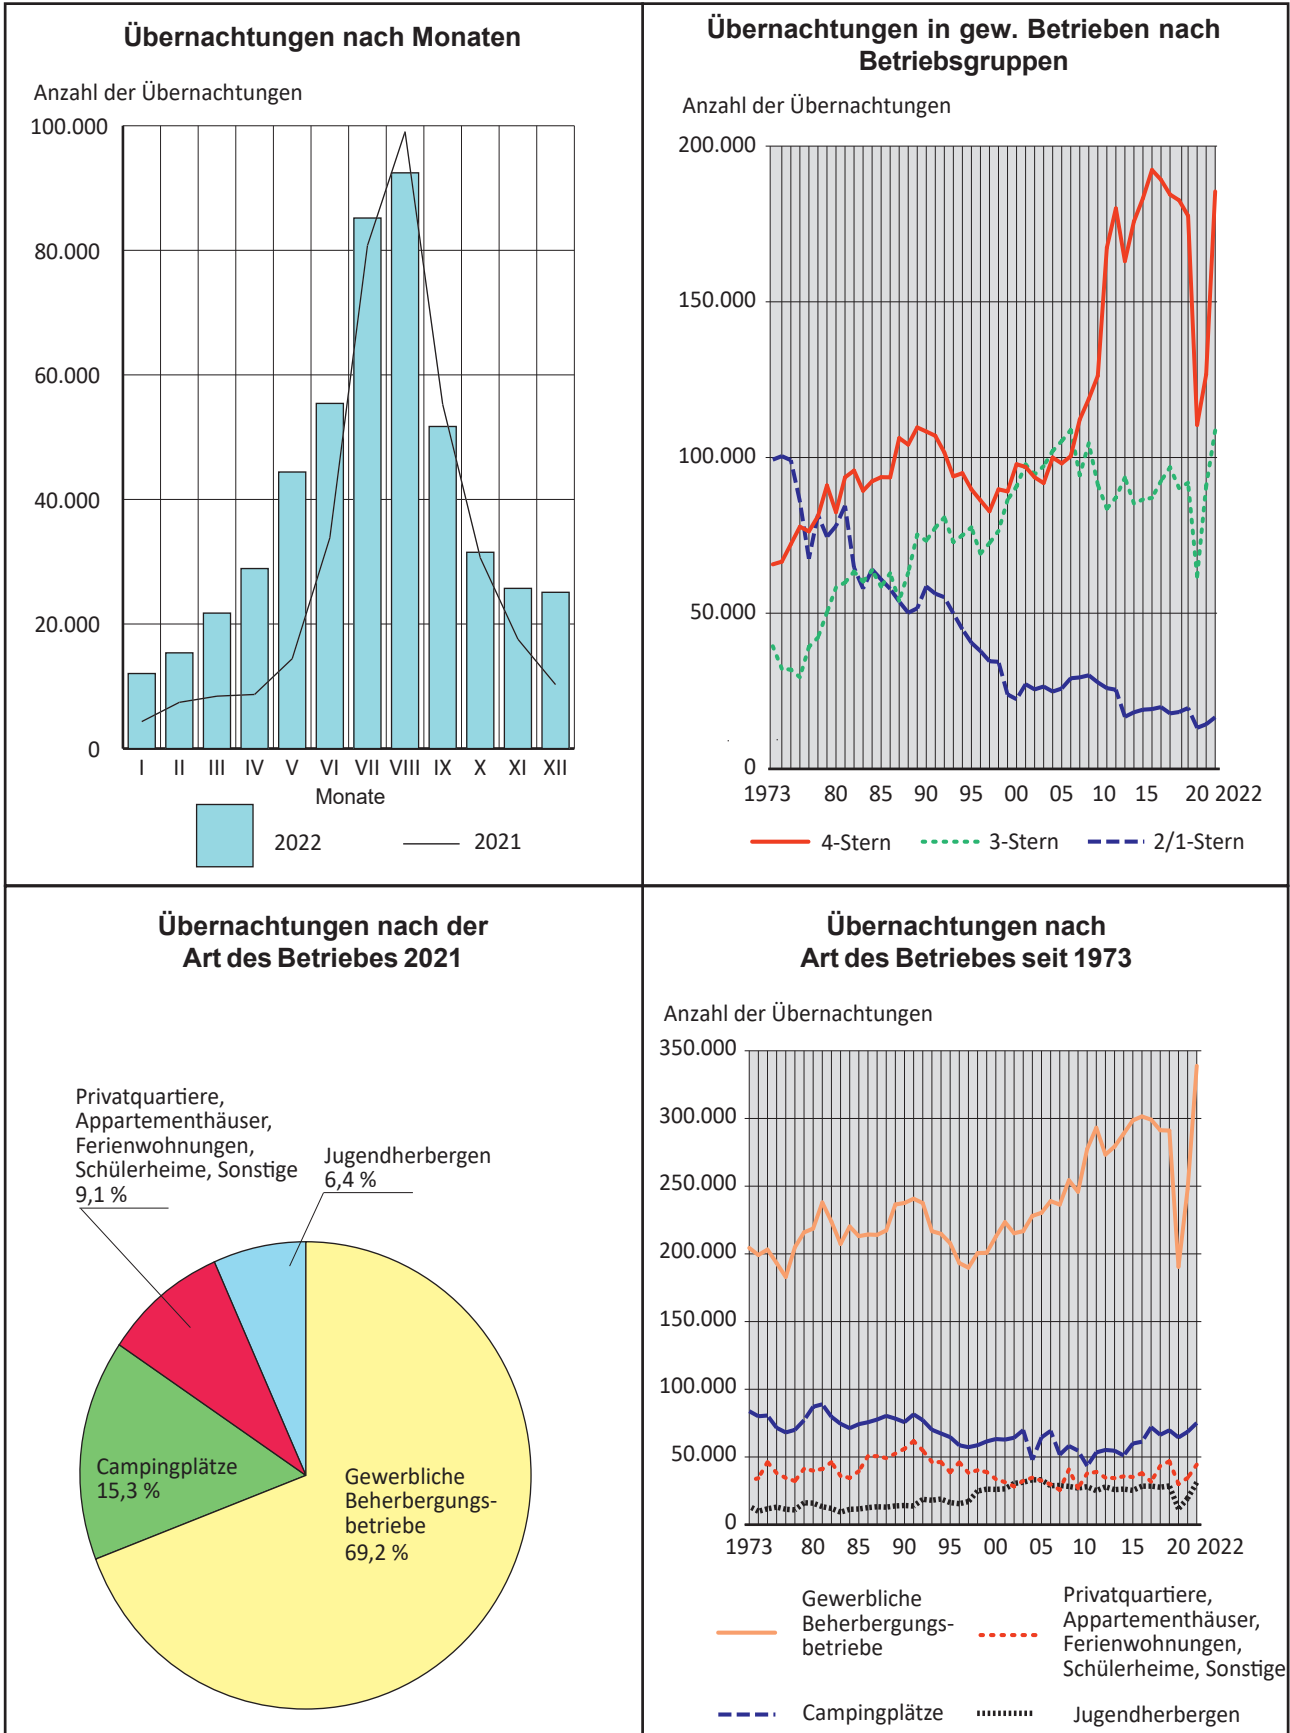 Übernachtungen nach Monaten
Anzahl der Übernachtungen
100.000
80.000
60.000
40.000
20.000
0
I II III IV V VI VII VIII IX X XI XII
Monate
2022 2021
Übernachtungen in gew. Betrieben nach
Betriebsgruppen
Anzahl der Übernachtungen
200.000
150.000
100.000
50.000
0
1973 80 85 90 95 00 05 10 15 20 2022
4-Stern 3-Stern 2/1-Stern
Übernachtungen nach der
Art des Betriebes 2021
Privatquartiere,
Appartementhäuser,
Ferienwohnungen,
Schülerheime, Sonstige
9,1 %
Jugendherbergen
6,4 %
Campingplätze
15,3 %
Gewerbliche
Beherbergungs-
betriebe
69,2 %
Übernachtungen nach
Art des Betriebes seit 1973
Anzahl der Übernachtungen
350.000
300.000
250.000
200.000
150.000
100.000
50.000
0
1973 80 85 90 95 00 05 10 15 20 2022
Gewerbliche
Beherbergungs-
betriebe
Privatquartiere,
Appartementhäuser,
Ferienwohnungen,
Schülerheime, Sonstige
Campingplätze
Jugendherbergen